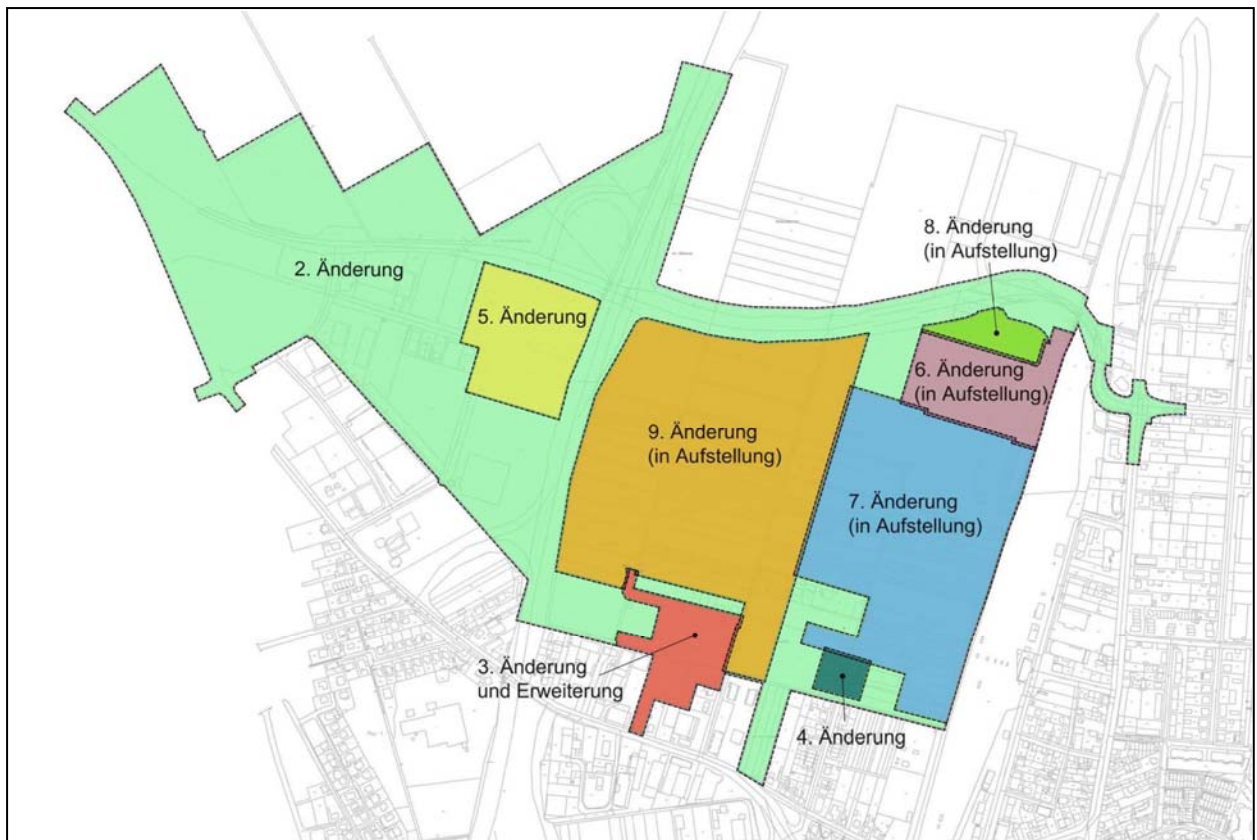 8. Änderung
(in Aufstellung)
2. Änderung
5. Änderung
6. Änderung
(in Aufstellung)
9. Änderung
(in Aufstellung)
7. Änderung
(in Aufstellung)
3. Änderung
und Erweiterung
4. Änderung